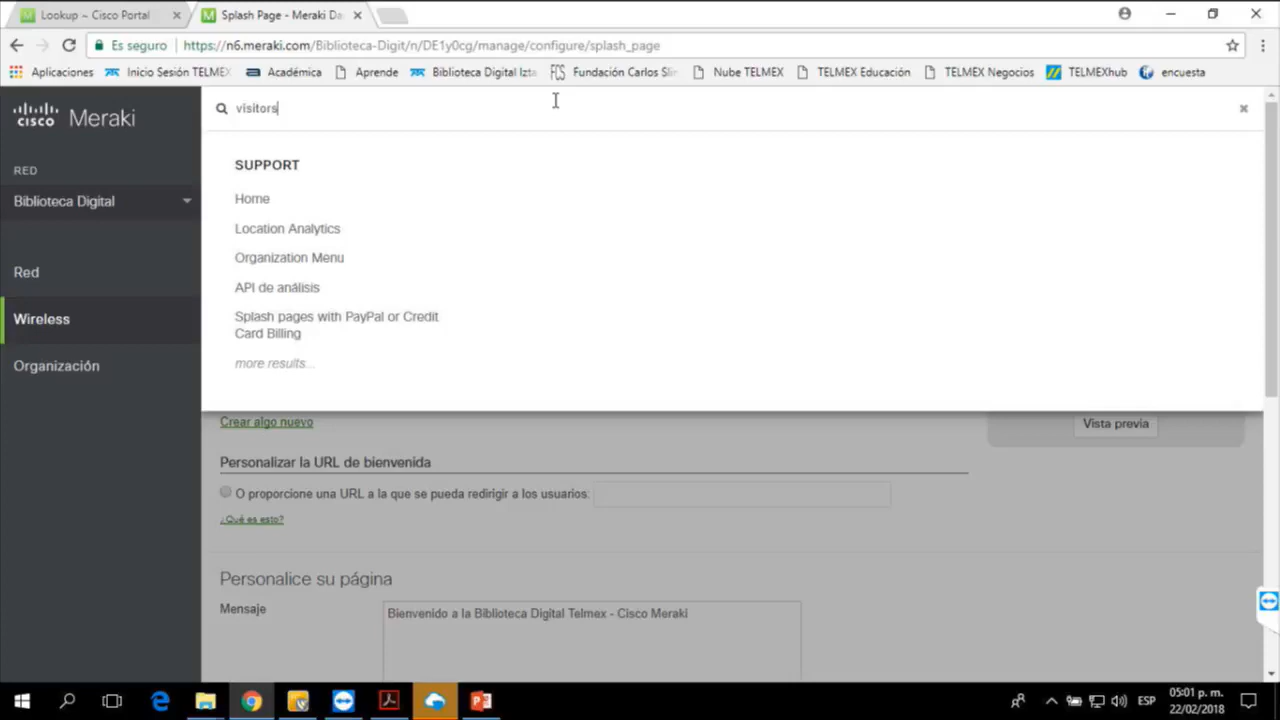 Lookup ~ Cisco Portal
Splash Page - Meraki Da
Es seguro
https://n6.meraki.com/Biblioteca-Digit/n/DE1y0cg/manage/configure/splash_page
Aplicaciones
Inicio Sesión TELMEX
Académica
Aprende
Biblioteca Digital Izta
Fundación Carlos Sli
Nube TELMEX
TELMEX Educación
TELMEX Negocios
TELMEXhub
encuesta
cisco Meraki
visitors
RED
Biblioteca Digital
Red
Wireless
Organización
SUPPORT
Home
Location Analytics
Organization Menu
API de análisis
Splash pages with PayPal or Credit
Card Billing
more results...
Crear algo nuevo
Vista previa
Personalizar la URL de bienvenida
O proporcione una URL a la que se pueda redirigir a los usuarios:
¿Qué es esto?
Personalice su página
Mensaje
Bienvenido a la Biblioteca Digital Telmex - Cisco Meraki
ESP
05:01 p. m.
22/02/2018